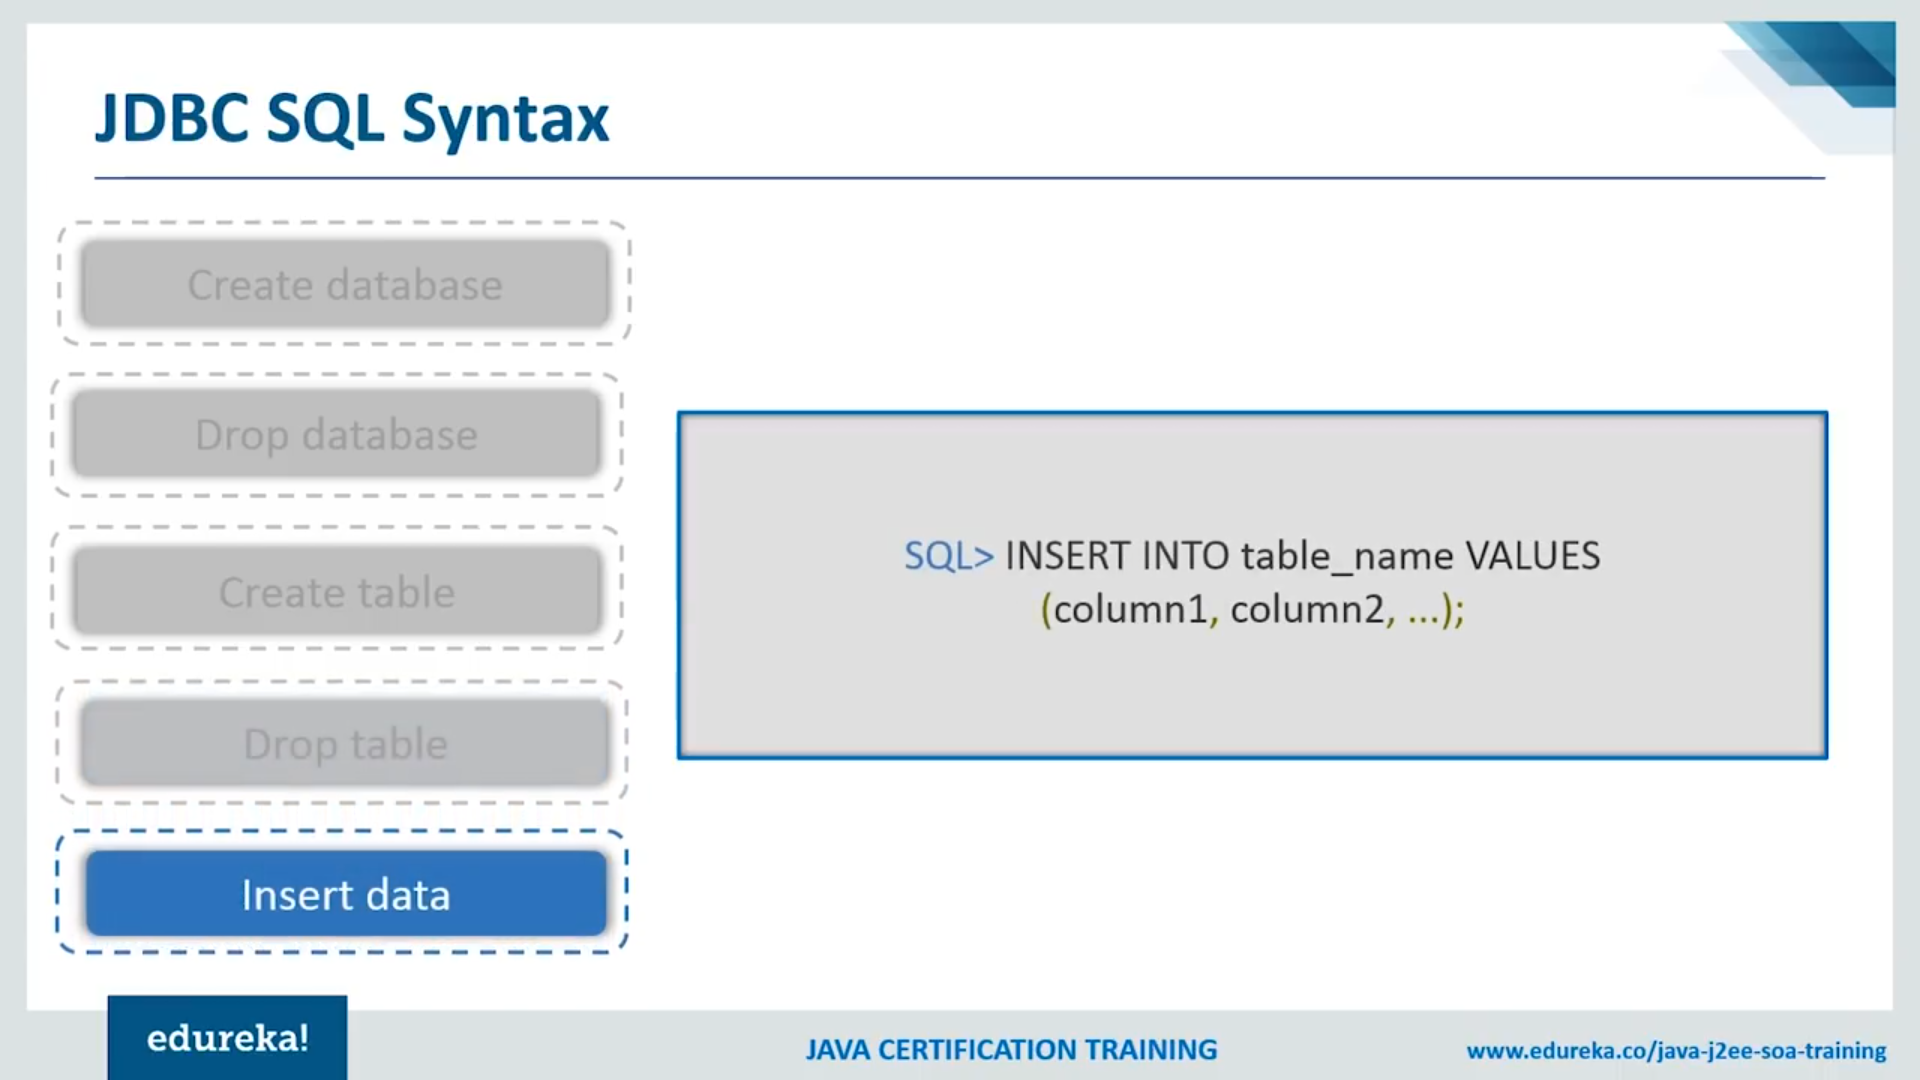 JDBC SQL Syntax
Create database
Drop database
Create table
Drop table
Insert data
SQL> INSERT INTO table_name VALUES
(column1, column2, ...);
edureka!
JAVA CERTIFICATION TRAINING
www.edureka.co/java-j2ee-soa-training